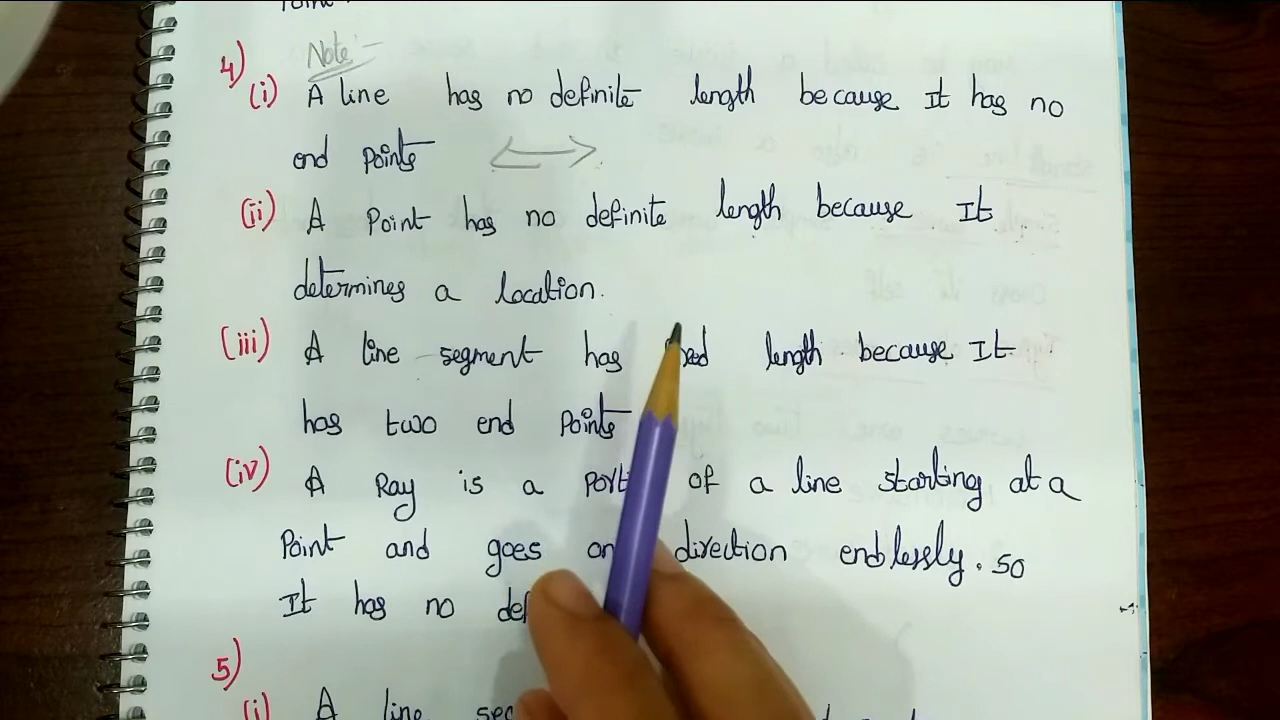 4) Note :-
(i) A line has no definite length because It has no
end points
(ii) A point has no definite length because It
determines a location.
(iii) A line segment has length because It
has two end points
(iv) A Ray is a of a line starting at a
point and goes direction endlessly. So
It has no
5)
(i) A line